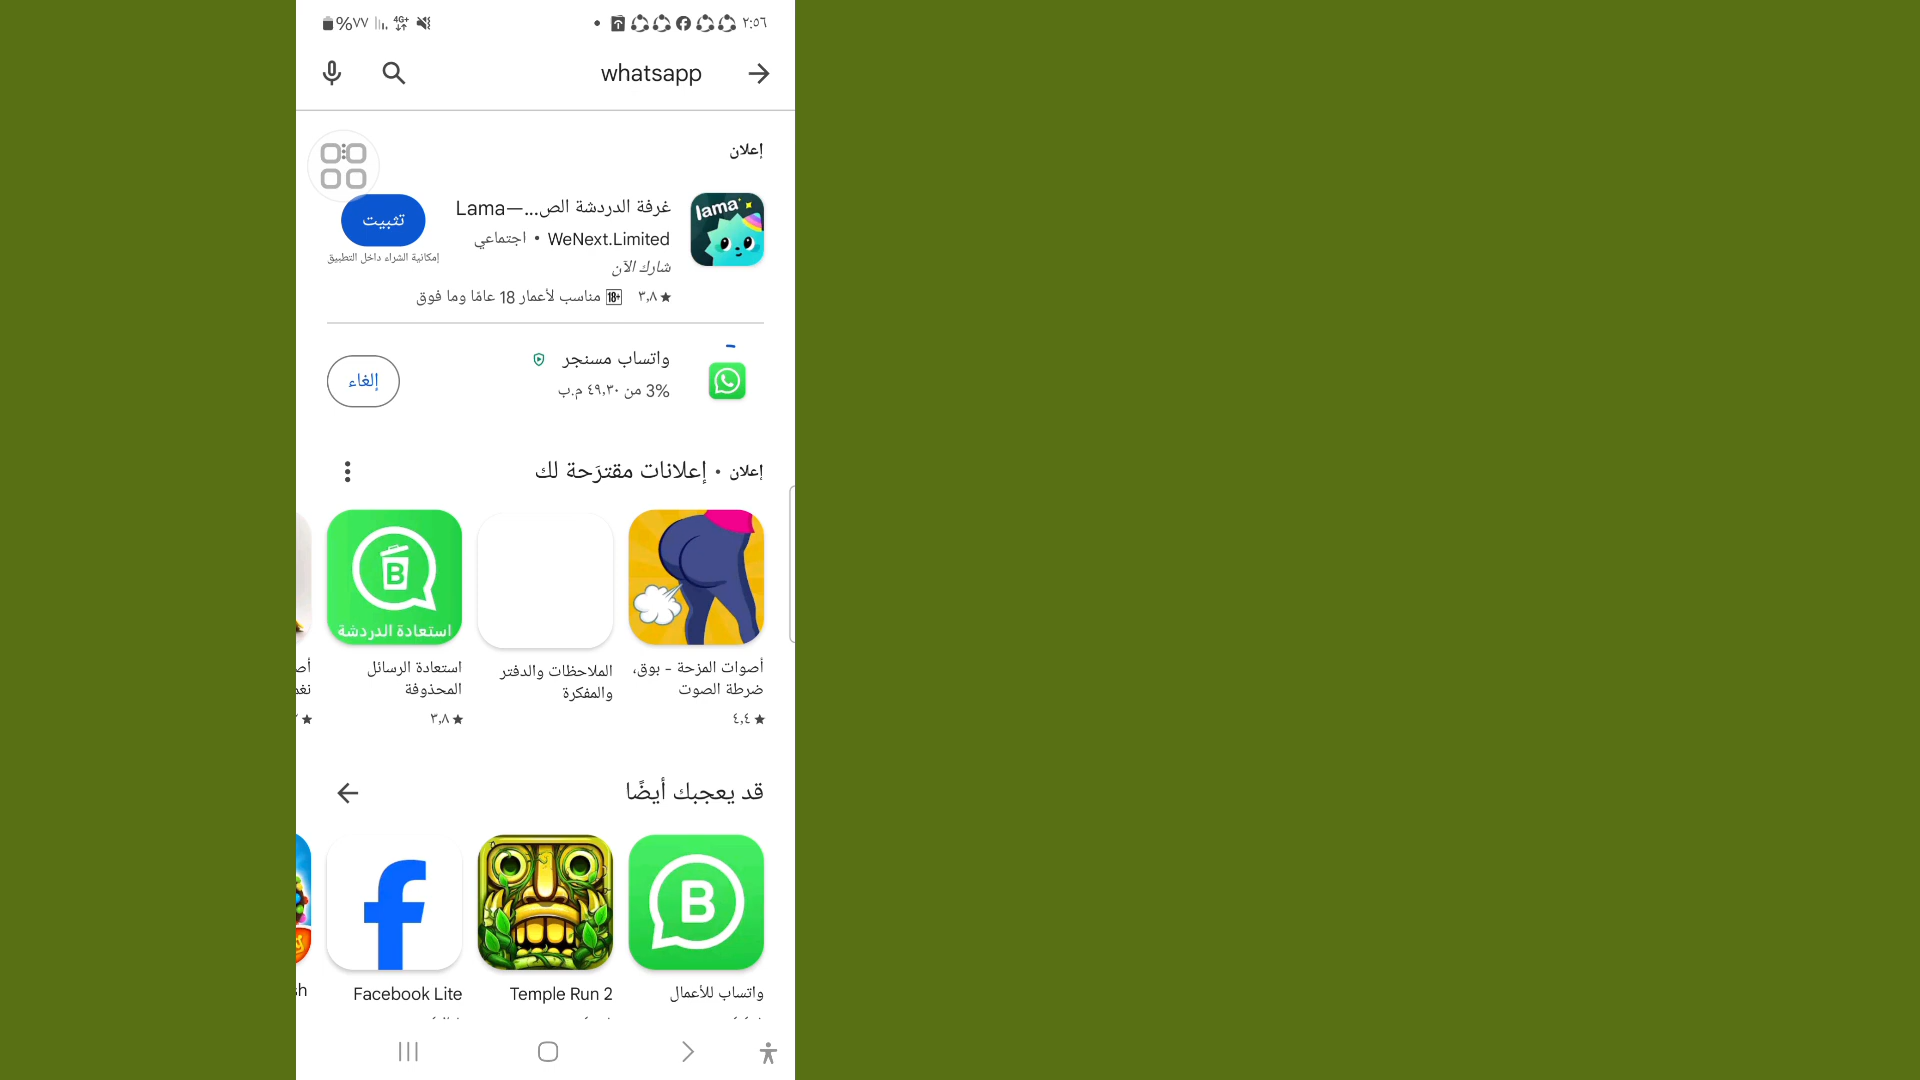 ٢:٥٦
4G+
%٧٧
whatsapp
إعلان
lama
غرفة الدردشة الص...—Lama
WeNext.Limited • اجتماعي
شارك الآن
٣,٨ ★ 18+ مناسب لأعمار 18 عامًا وما فوق
تثبيت
إمكانية الشراء داخل التطبيق
واتساب مسنجر
3% من ٤٩,٣٠ م.ب
إلغاء
إعلان • إعلانات مقترَحة لك
B
استعادة الدردشة
أصوات المزحة - بوق،
ضرطة الصوت
٤,٤ ★
الملاحظات والدفتر
والمفكرة
استعادة الرسائل
المحذوفة
٣,٨ ★
قد يعجبك أيضًا
B
f
واتساب للأعمال
Temple Run 2
Facebook Lite